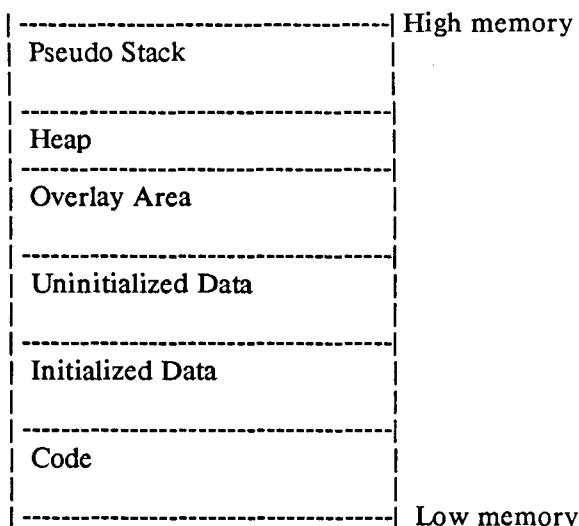 High memory
Pseudo Stack
Heap
Overlay Area
Uninitialized Data
Initialized Data
Code
Low memory